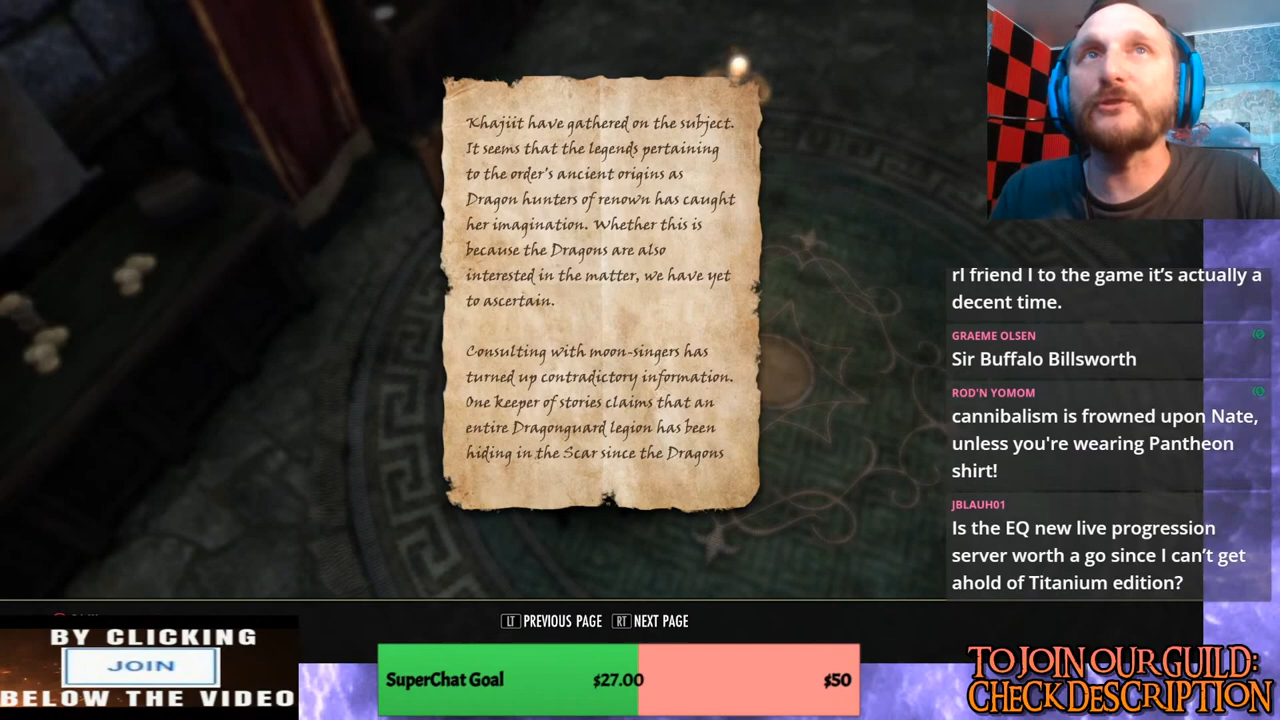 Khajiit have gathered on the subject.
It seems that the legends pertaining
to the order's ancient origins as
Dragon hunters of renown has caught
her imagination. Whether this is
because the Dragons are also
interested in the matter, we have yet
to ascertain.
Consulting with moon-singers has
turned up contradictory information.
One keeper of stories claims that an
entire Dragonguard legion has been
hiding in the Scar since the Dragons
LT PREVIOUS PAGE RT NEXT PAGE
rl friend I to the game it's actually a
decent time.
GRAEME OLSEN
Sir Buffalo Billsworth
ROD'N YOMOM
cannibalism is frowned upon Nate,
unless you're wearing Pantheon
shirt!
JBLAUH01
Is the EQ new live progression
server worth a go since I can't get
ahold of Titanium edition?
BY CLICKING
JOIN
BELOW THE VIDEO
SuperChat Goal $27.00 $50
TO JOIN OUR GUILD:
CHECK DESCRIPTION